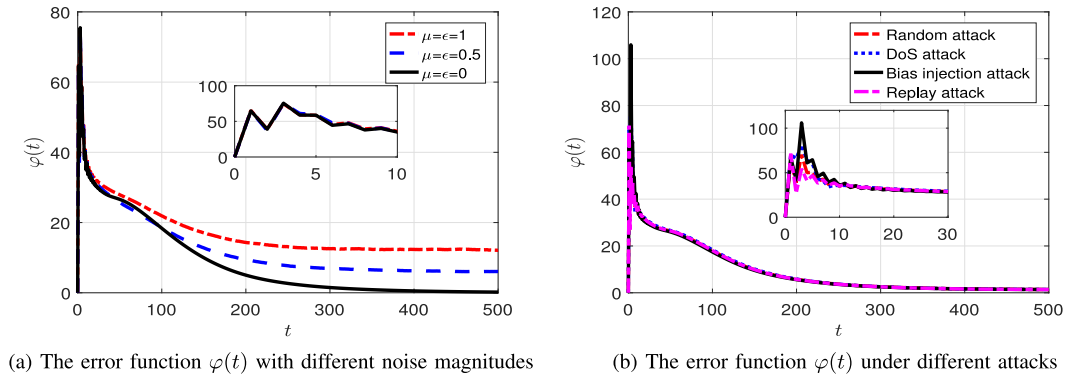 80
60
40
20
0
0
100
200
300
400
500
φ(t)
t
μ=ϵ=1
μ=ϵ=0.5
μ=ϵ=0
100
50
0
0
5
10
(a) The error function φ(t) with different noise magnitudes
120
100
80
60
40
20
0
0
100
200
300
400
500
φ(t)
t
Random attack
DoS attack
Bias injection attack
Replay attack
100
50
0
0
10
20
30
(b) The error function φ(t) under different attacks